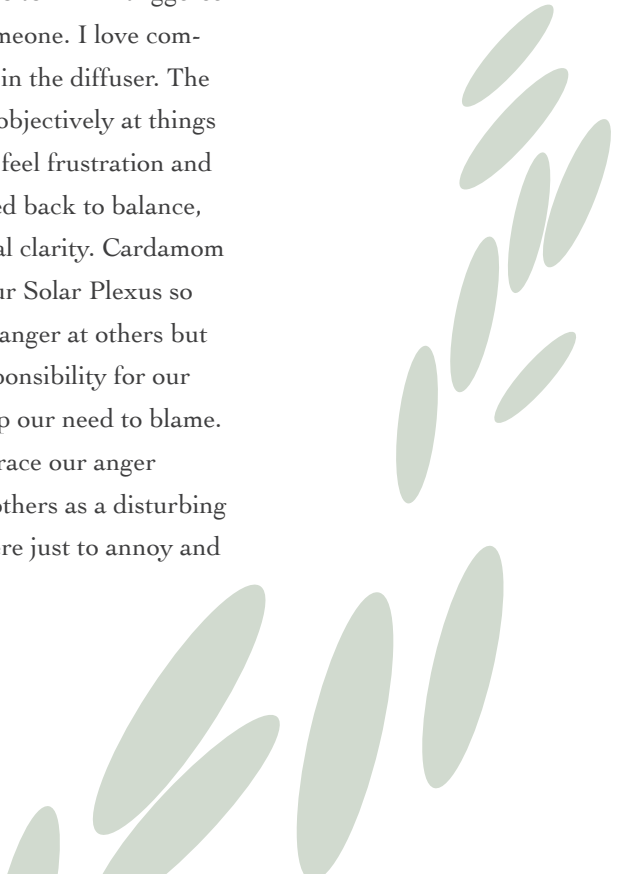 meone. I love com-
in the diffuser. The
objectively at things
feel frustration and
ed back to balance,
al clarity. Cardamom
ur Solar Plexus so
anger at others but
ponsibility for our
p our need to blame.
race our anger
others as a disturbing
ere just to annoy and